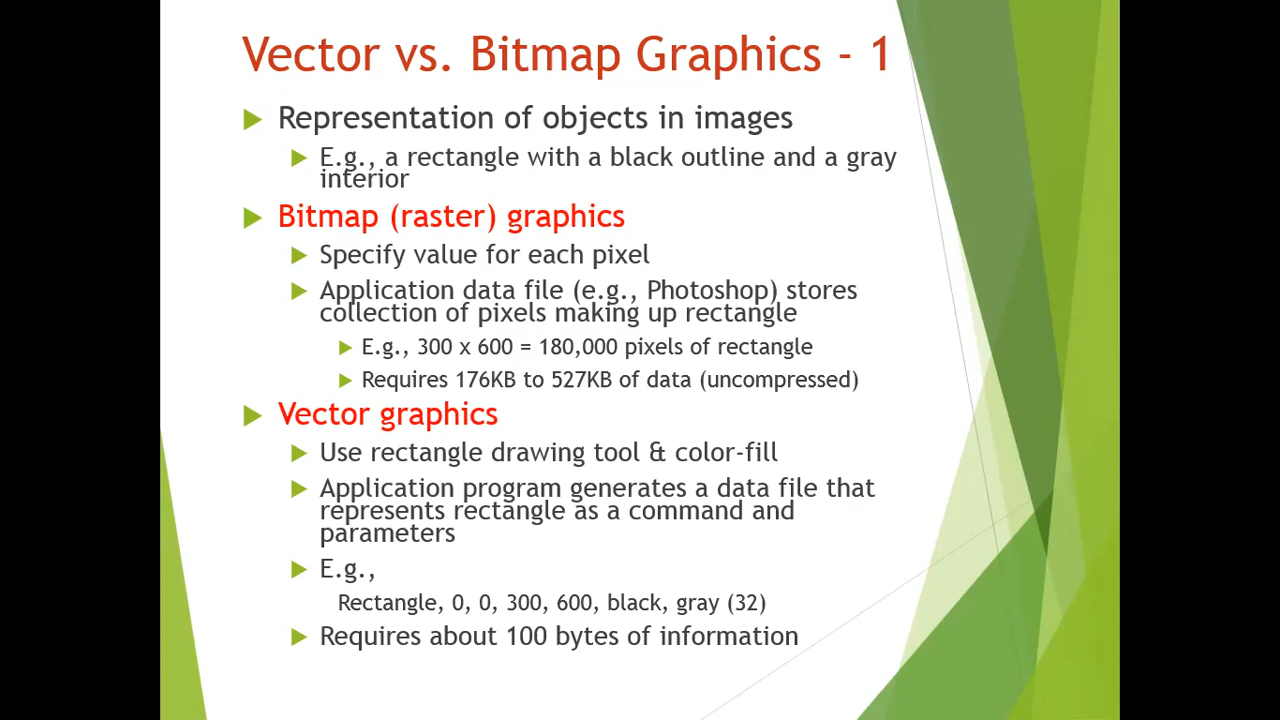 Vector vs. Bitmap Graphics - 1
Representation of objects in images
E.g., a rectangle with a black outline and a gray
interior
Bitmap (raster) graphics
Specify value for each pixel
Application data file (e.g., Photoshop) stores
collection of pixels making up rectangle
E.g., 300 x 600 = 180,000 pixels of rectangle
Requires 176KB to 527KB of data (uncompressed)
Vector graphics
Use rectangle drawing tool & color-fill
Application program generates a data file that
represents rectangle as a command and
parameters
E.g.,
Rectangle, 0, 0, 300, 600, black, gray (32)
Requires about 100 bytes of information